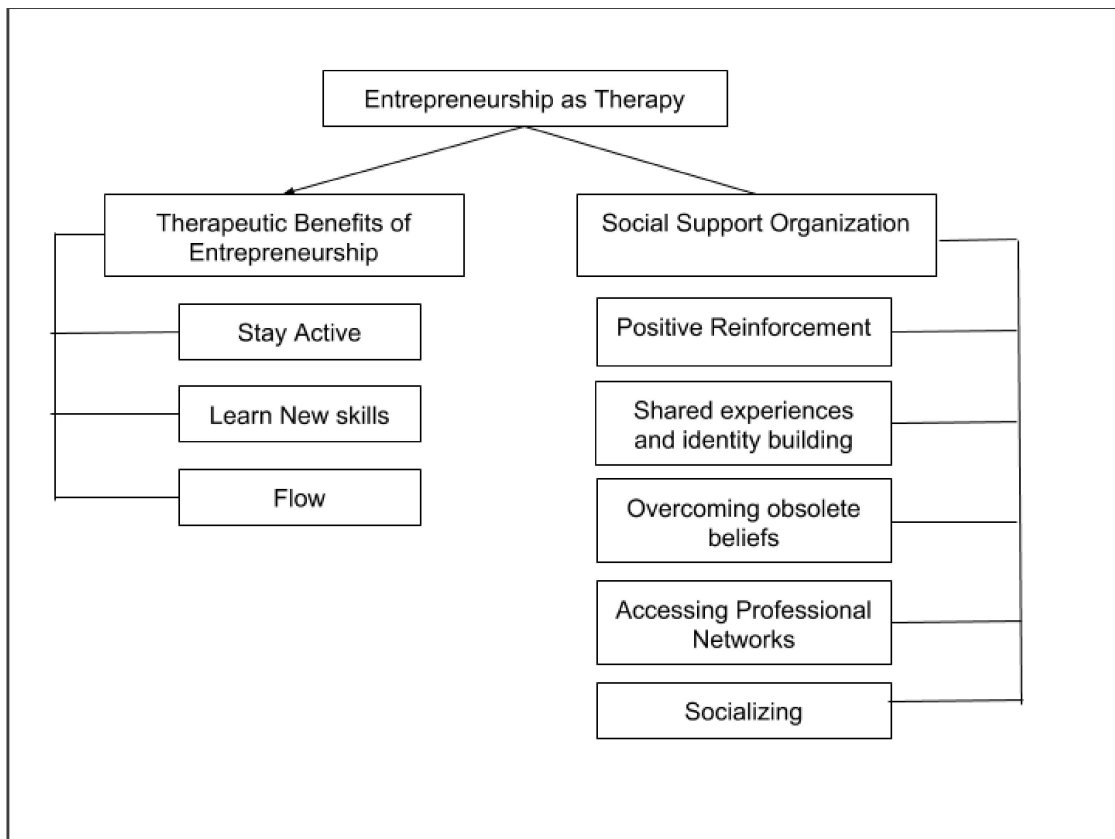 Entrepreneurship as Therapy
Therapeutic Benefits of
Entrepreneurship
Stay Active
Learn New skills
Flow
Social Support Organization
Positive Reinforcement
Shared experiences
and identity building
Overcoming obsolete
beliefs
Accessing Professional
Networks
Socializing